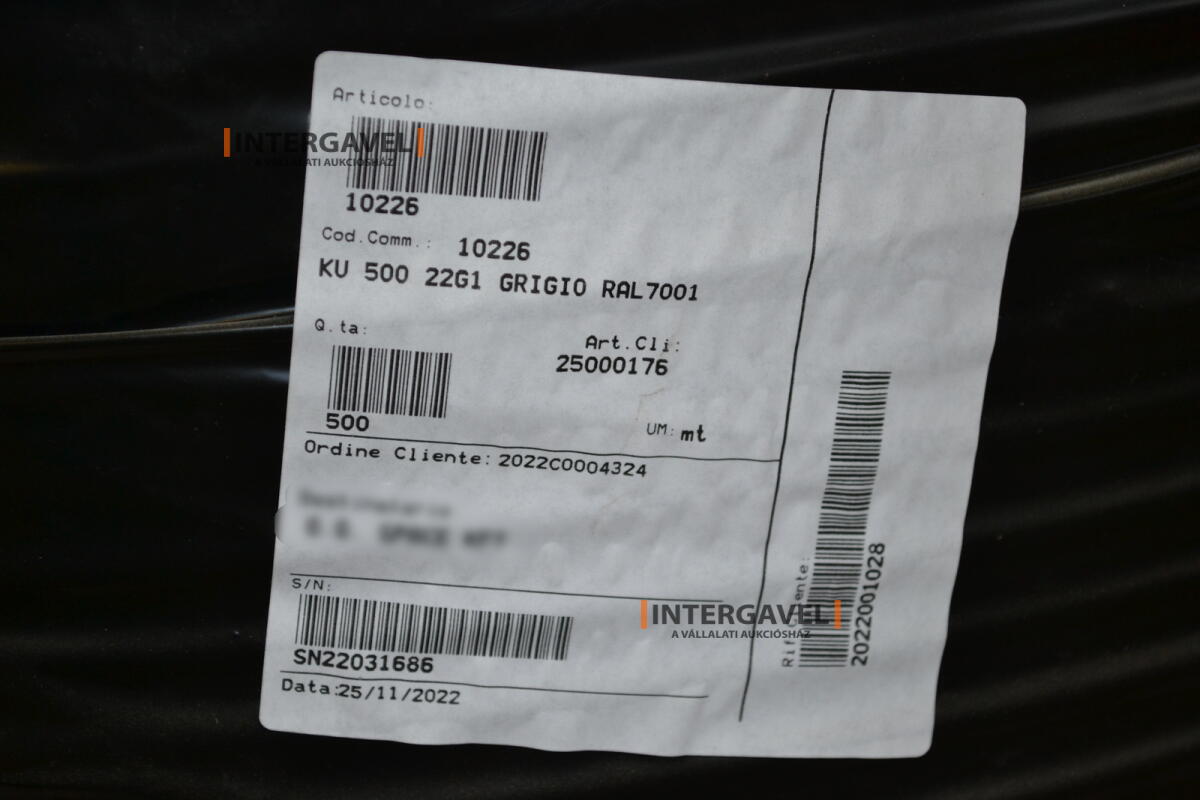 Articolo:
INTERGAVEL
A VÁLLALATI AUKCIÓSHÁZ
10226
Cod.Comm.: 10226
KU 500 22G1 GRIGIO RAL7001
Q.ta:
Art.Cli:
25000176
500
UM: mt
Ordine Cliente: 2022C0004324
S/N:
SN22031686
Data:25/11/2022
INTERGAVEL
A VÁLLALATI AUKCIÓSHÁZ
2022001028